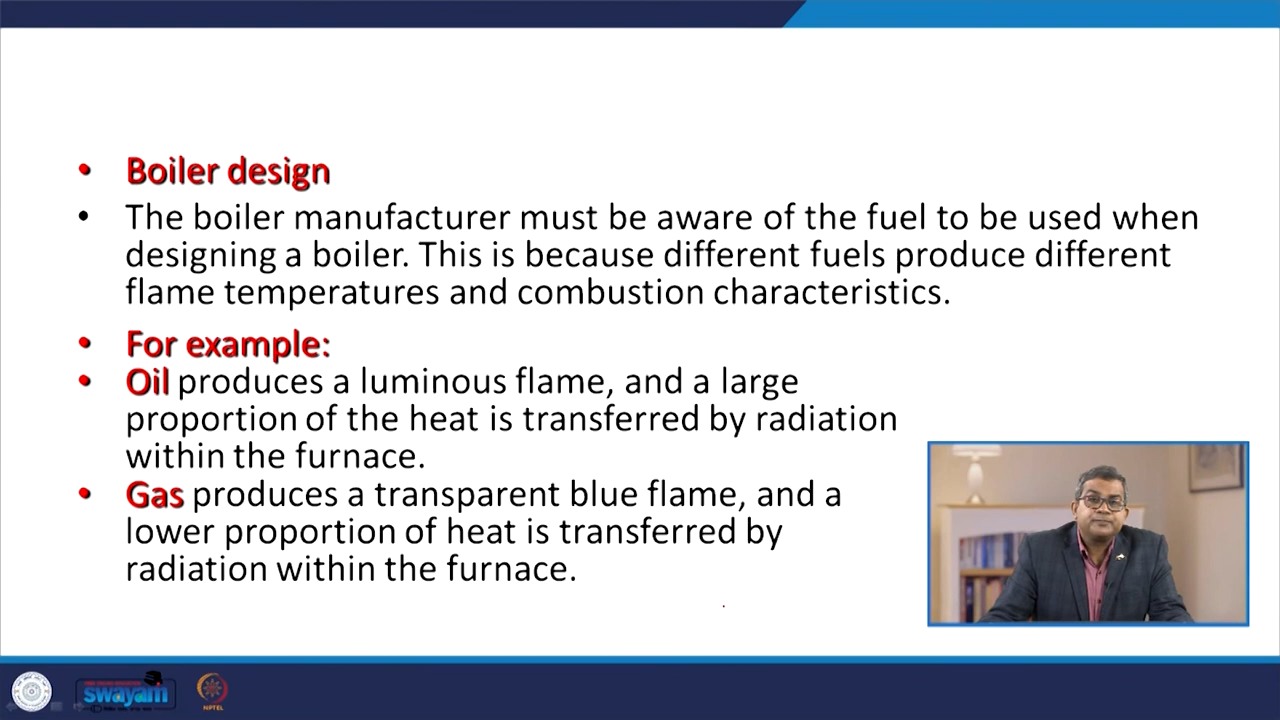 • Boiler design
• The boiler manufacturer must be aware of the fuel to be used when
designing a boiler. This is because different fuels produce different
flame temperatures and combustion characteristics.
• For example:
• Oil produces a luminous flame, and a large
proportion of the heat is transferred by radiation
within the furnace.
• Gas produces a transparent blue flame, and a
lower proportion of heat is transferred by
radiation within the furnace.
swayam
NPTEL